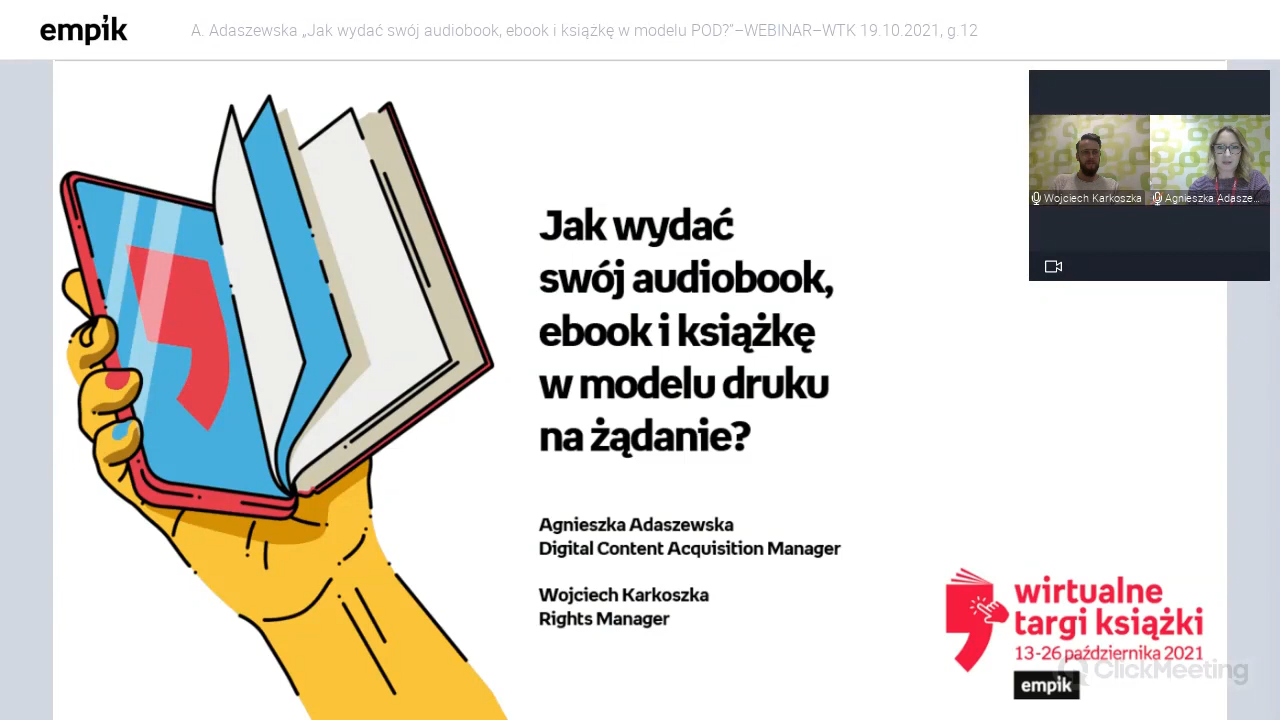 empik
A. Adaszewska „Jak wydać swój audiobook, ebook i książkę w modelu POD?”–WEBINAR–WTK 19.10.2021, g.12
Wojciech Karkoszka
Agnieszka Adasze...
Jak wydać
swój audiobook,
ebook i książkę
w modelu druku
na żądanie?
Agnieszka Adaszewska
Digital Content Acquisition Manager
Wojciech Karkoszka
Rights Manager
wirtualne
targi książki
13-26 października 2021
ClickMeeting
empik